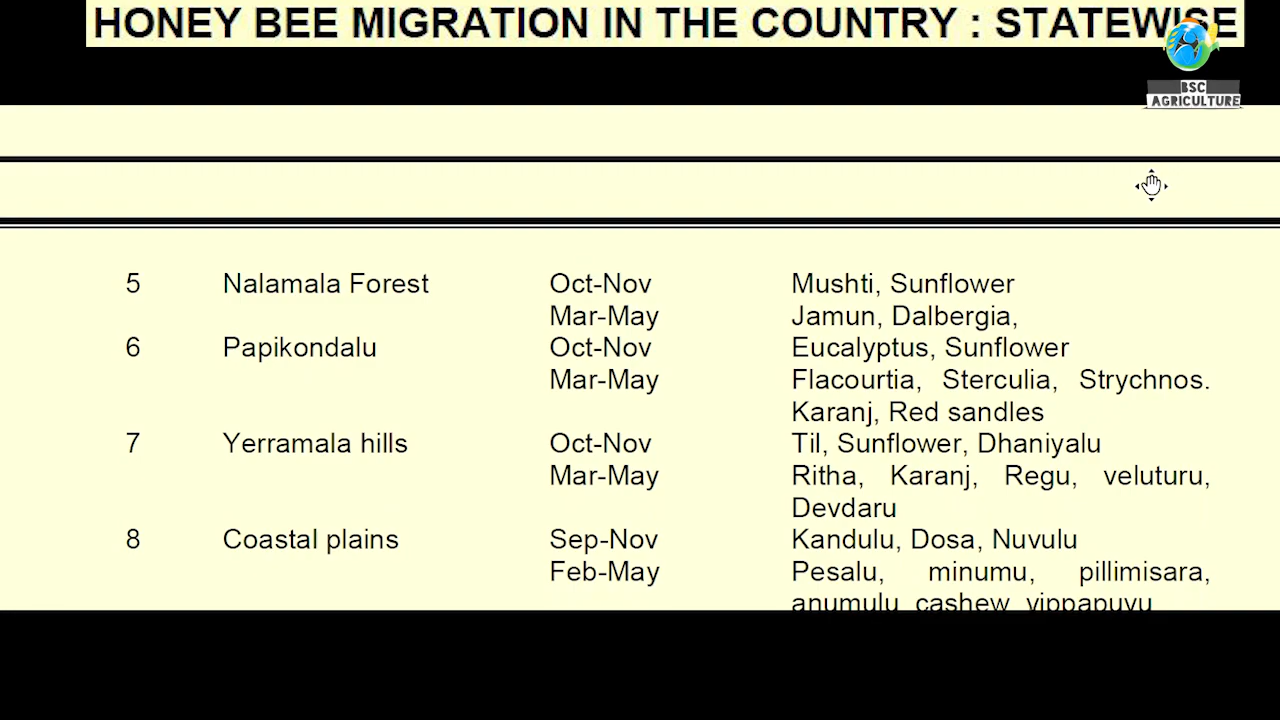 HONEY BEE MIGRATION IN THE COUNTRY : STATEWISE
BSC
AGRICULTURE
5 Nalamala Forest Oct-Nov Mushti, Sunflower
Mar-May Jamun, Dalbergia,
6 Papikondalu Oct-Nov Eucalyptus, Sunflower
Mar-May Flacourtia, Sterculia, Strychnos.
Karanj, Red sandles
7 Yerramala hills Oct-Nov Til, Sunflower, Dhaniyalu
Mar-May Ritha, Karanj, Regu, veluturu,
Devdaru
8 Coastal plains Sep-Nov Kandulu, Dosa, Nuvulu
Feb-May Pesalu, minumu, pillimisara,
anumulu cashew vippapuvu